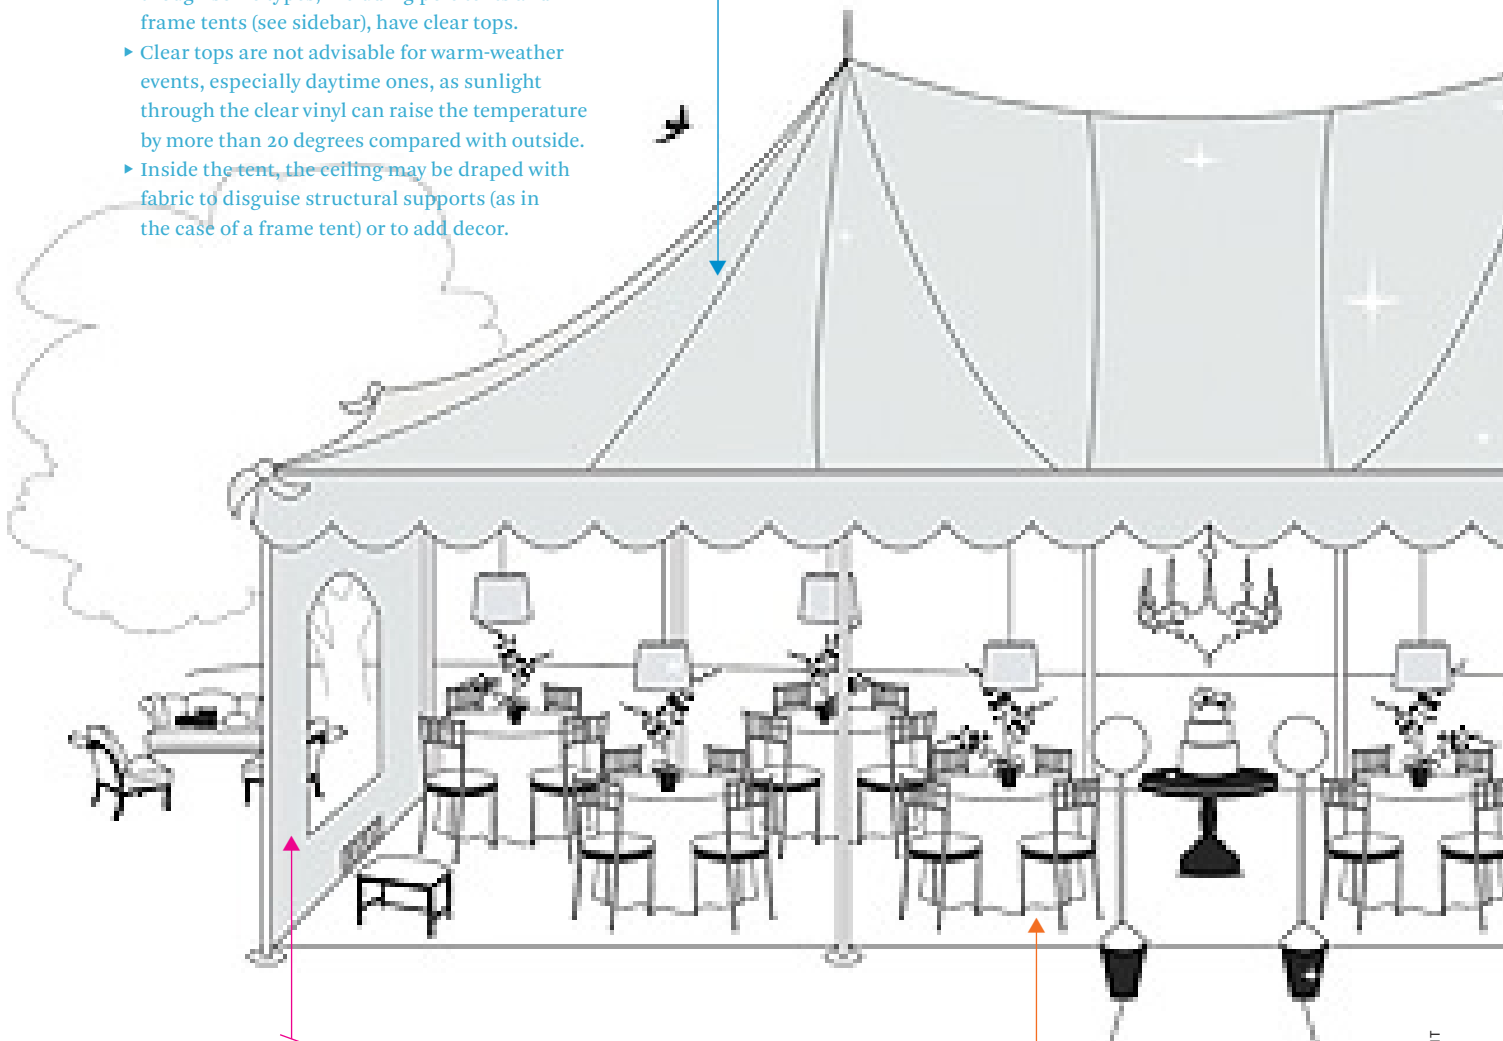 frame tents (see sidebar), have clear tops.
▸ Clear tops are not advisable for warm-weather
events, especially daytime ones, as sunlight
through the clear vinyl can raise the temperature
by more than 20 degrees compared with outside.
▸ Inside the tent, the ceiling may be draped with
fabric to disguise structural supports (as in
the case of a frame tent) or to add decor.